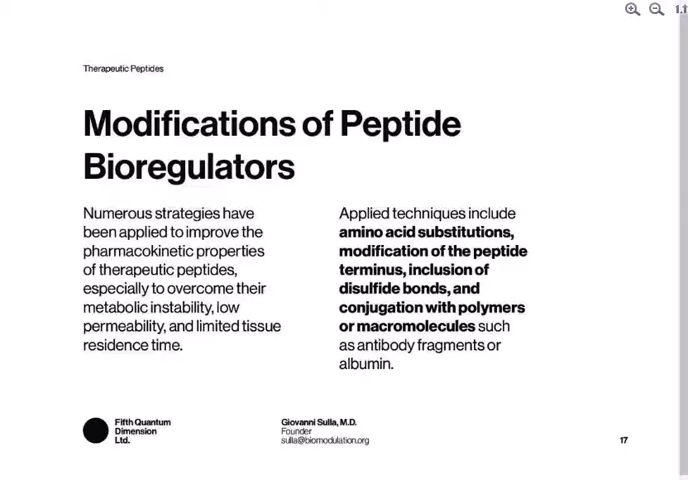 Therapeutic Peptides
Modifications of Peptide
Bioregulators
Numerous strategies have
been applied to improve the
pharmacokinetic properties
of therapeutic peptides,
especially to overcome their
metabolic instability, low
permeability, and limited tissue
residence time.
Applied techniques include
amino acid substitutions,
modification of the peptide
terminus, inclusion of
disulfide bonds, and
conjugation with polymers
or macromolecules such
as antibody fragments or
albumin.
Fifth Quantum
Dimension
Ltd.
Giovanni Sulla, M.D.
Founder
sulla@biomodulation.org
17